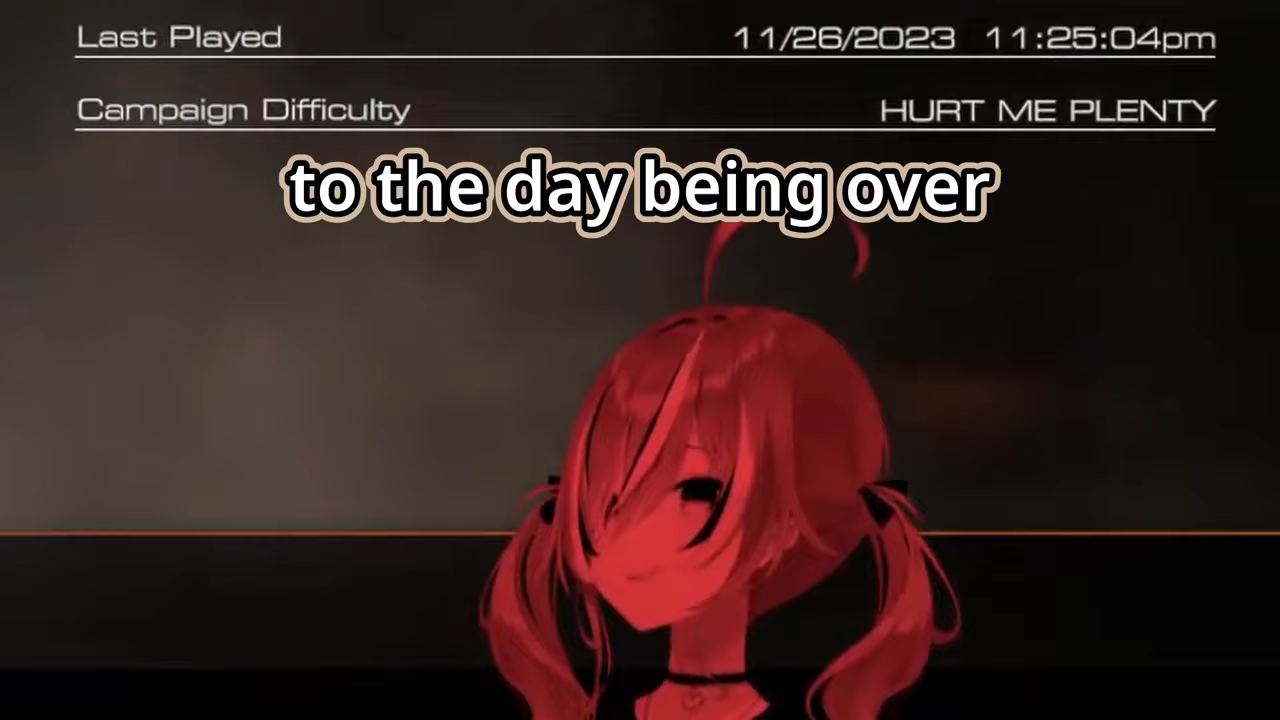 Last Played 11/26/2023 11:25:04pm
Campaign Difficulty HURT ME PLENTY
to the day being over